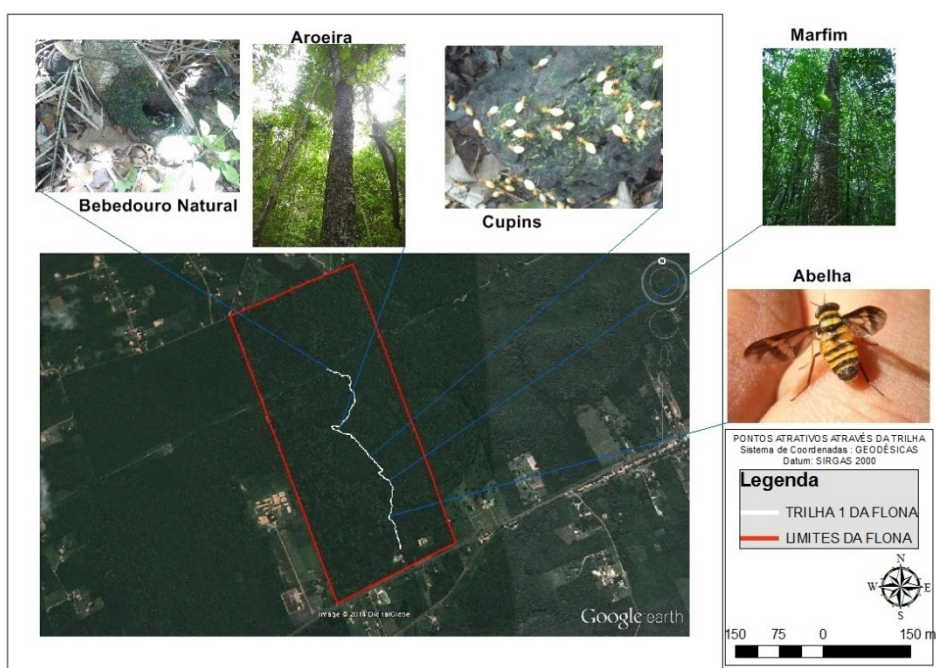 Aroeira
Marfim
Bebedouro Natural
Cupins
Abelha
Google earth
PONTOS ATRATIVOS ATRAVÉS DA TRILHA
Sistema de Coordenadas : GEODÉSICAS
Datum: SIRGAS 2000
Legenda
TRILHA 1 DA FLONA
LIMITES DA FLONA
N
W E
S
150 75 0 150 m